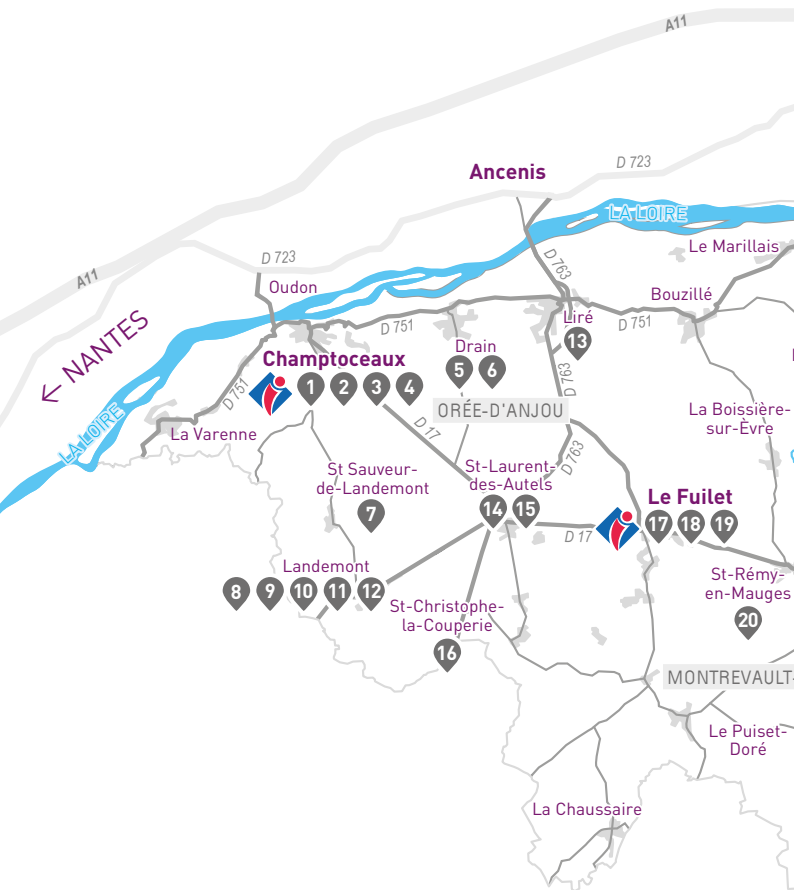 A11
D 723
Ancenis
LA LOIRE
Le Marillais
D 723
D 763
A11
Oudon
Bouzillé
← NANTES
D 751
Liré
D 751
13
Drain
Champtoceaux
5 6
1 2 3 4
D 763
D 751
ORÉE-D'ANJOU
La Boissière-
sur-Èvre
LA LOIRE
La Varenne
D 17
D 763
St Sauveur-
de-Landemont
7
St-Laurent-
des-Autels
14 15
Le Fuilet
17 18 19
D 17
Landemont
8 9 10 11 12
St-Rémy-
en-Mauges
20
St-Christophe-
la-Couperie
16
MONTREVAULT-
Le Puiset-
Doré
La Chaussaire